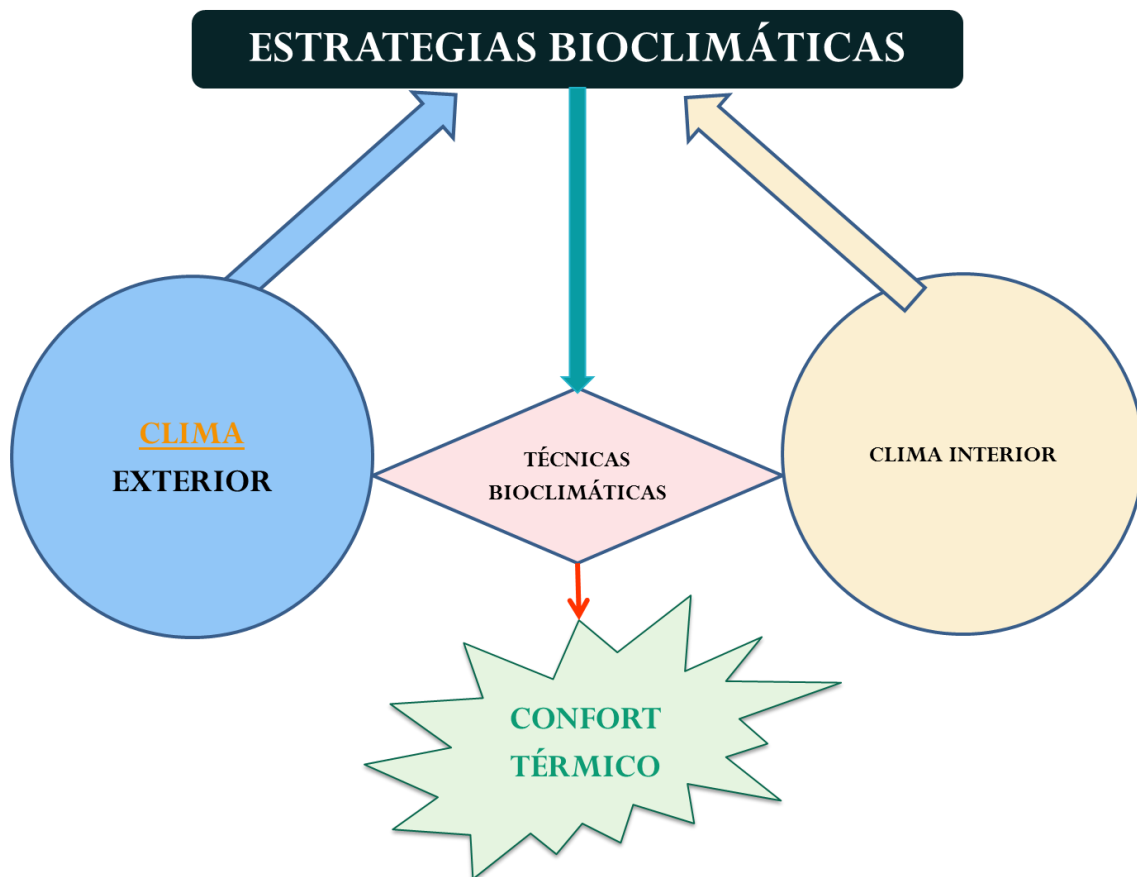 ESTRATEGIAS BIOCLIMÁTICAS
CLIMA
EXTERIOR
TÉCNICAS
BIOCLIMÁTICAS
CLIMA INTERIOR
CONFORT
TÉRMICO